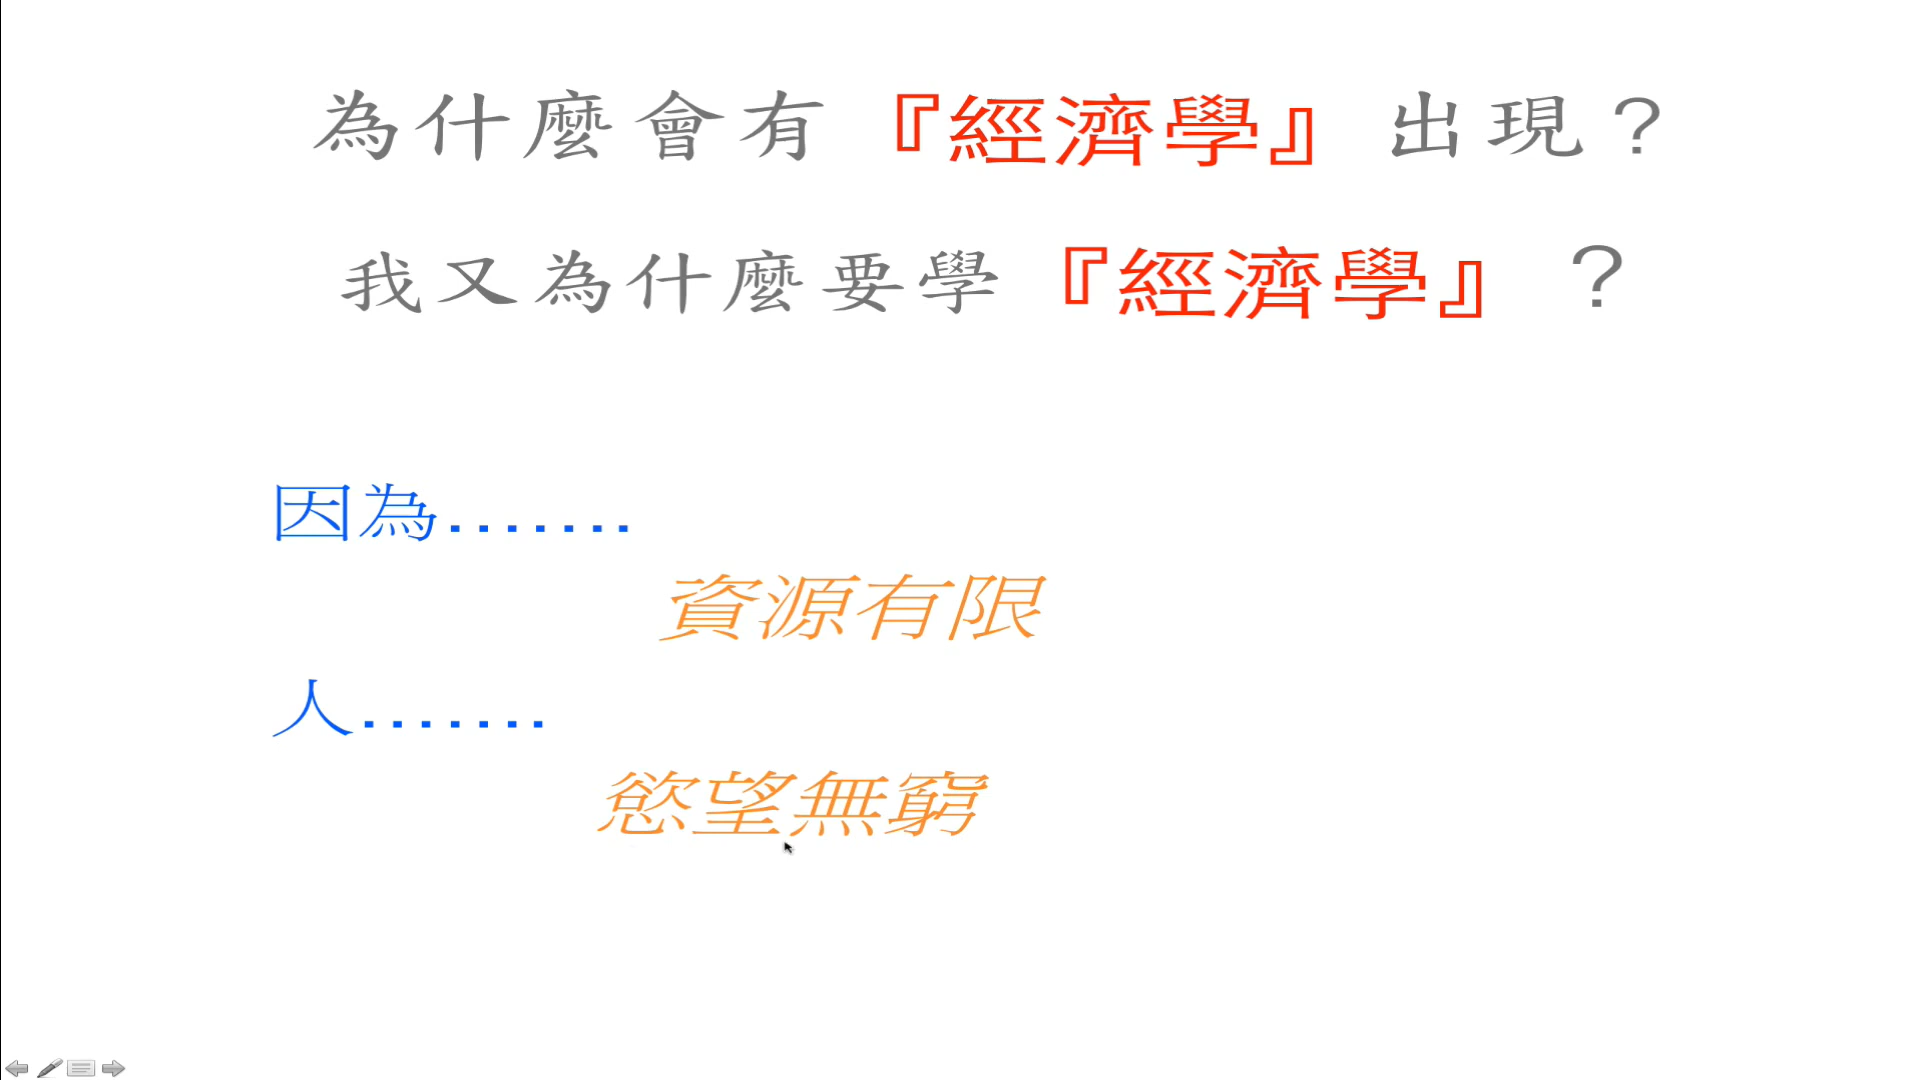 為什麼會有『經濟學』出現？
我又為什麼要學『經濟學』？
因為.......
資源有限
人.......
慾望無窮